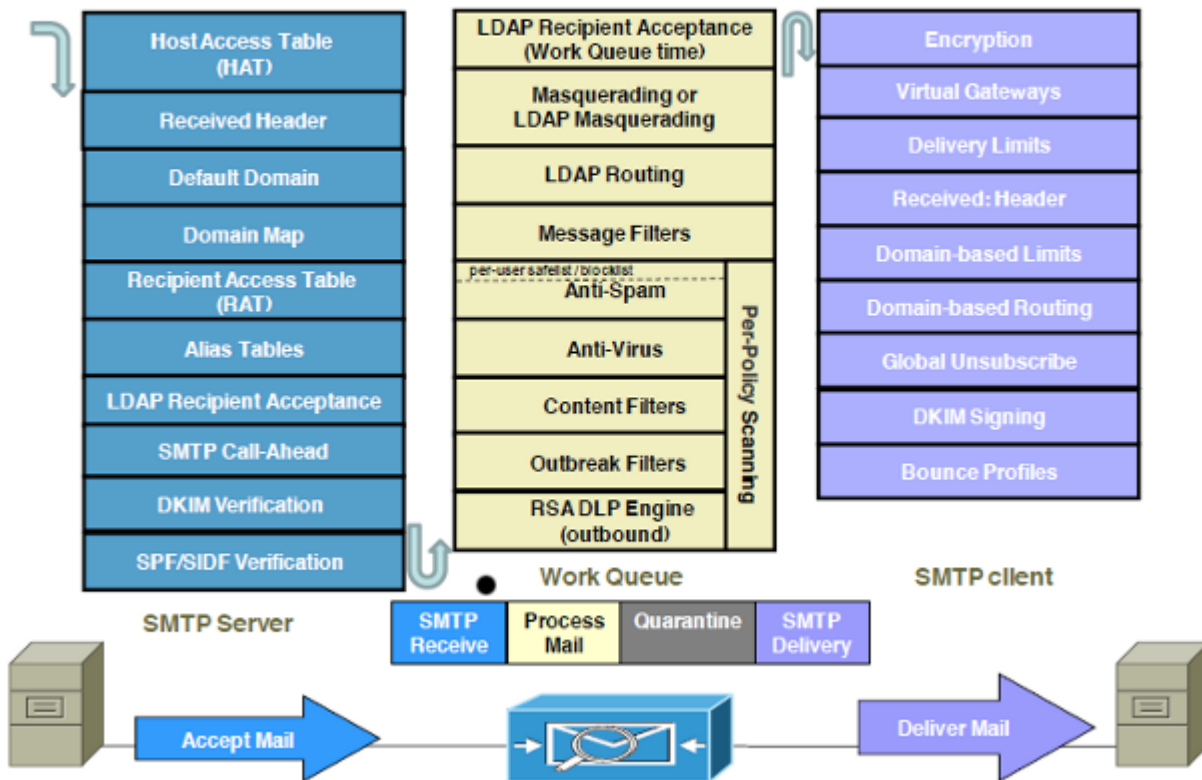 Host Access Table
(HAT)
Received Header
Default Domain
Domain Map
Recipient Access Table
(RAT)
Alias Tables
LDAP Recipient Acceptance
SMTP Call-Ahead
DKIM Verification
SPF/SIDF Verification
SMTP Server
LDAP Recipient Acceptance
(Work Queue time)
Masquerading or
LDAP Masquerading
LDAP Routing
Message Filters
per-user safelist/blocklist
Anti-Spam
Anti-Virus
Content Filters
Outbreak Filters
RSA DLP Engine
(outbound)
Per-Policy Scanning
Work Queue
Encryption
Virtual Gateways
Delivery Limits
Received: Header
Domain-based Limits
Domain-based Routing
Global Unsubscribe
DKIM Signing
Bounce Profiles
SMTP client
SMTP
Receive
Process
Mail
Quarantine
SMTP
Delivery
Accept Mail
Deliver Mail